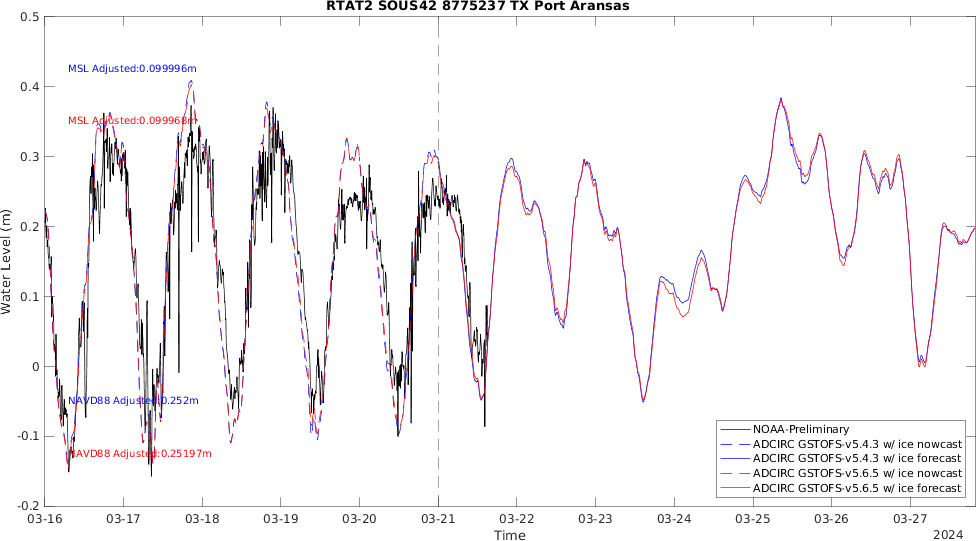 RTAT2 SOUS42 8775237 TX Port Aransas
0.5
0.4
0.3
0.2
0.1
0
-0.1
-0.2
Water Level (m)
MSL Adjusted:0.099996m
MSL Adjusted:0.099968m
NAVD88 Adjusted:0.252m
NAVD88 Adjusted:0.25197m
NOAA-Preliminary
ADCIRC GSTOFS-v5.4.3 w/ ice nowcast
ADCIRC GSTOFS-v5.4.3 w/ ice forecast
ADCIRC GSTOFS-v5.6.5 w/ ice nowcast
ADCIRC GSTOFS-v5.6.5 w/ ice forecast
03-16 03-17 03-18 03-19 03-20 03-21 03-22 03-23 03-24 03-25 03-26 03-27
Time
2024